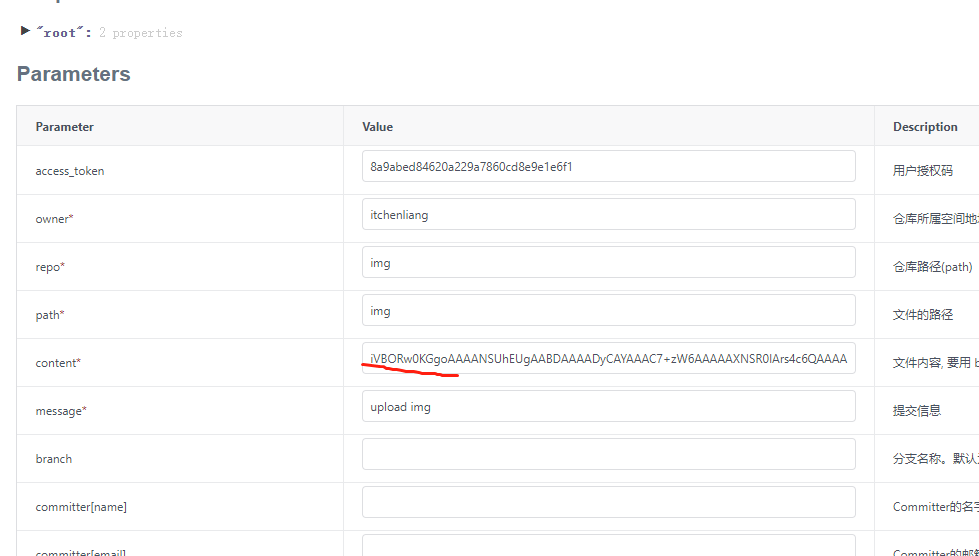 "root": 2 properties
Parameters
Parameter Value Description
access_token 8a9abed84620a229a7860cd8e9e1e6f1 用户授权码
owner* itchenliang 仓库所属空间地
repo* img 仓库路径(path)
path* img 文件的路径
content* iVBORw0KGgoAAAANSUhEUgAABDAAAADyCAYAAAC7+zW6AAAAAXNSR0IArs4c6QAAAA 文件内容, 要用 b
message* upload img 提交信息
branch 分支名称。默认
committer[name] Committer的名字
committer[email] Committer的邮箱